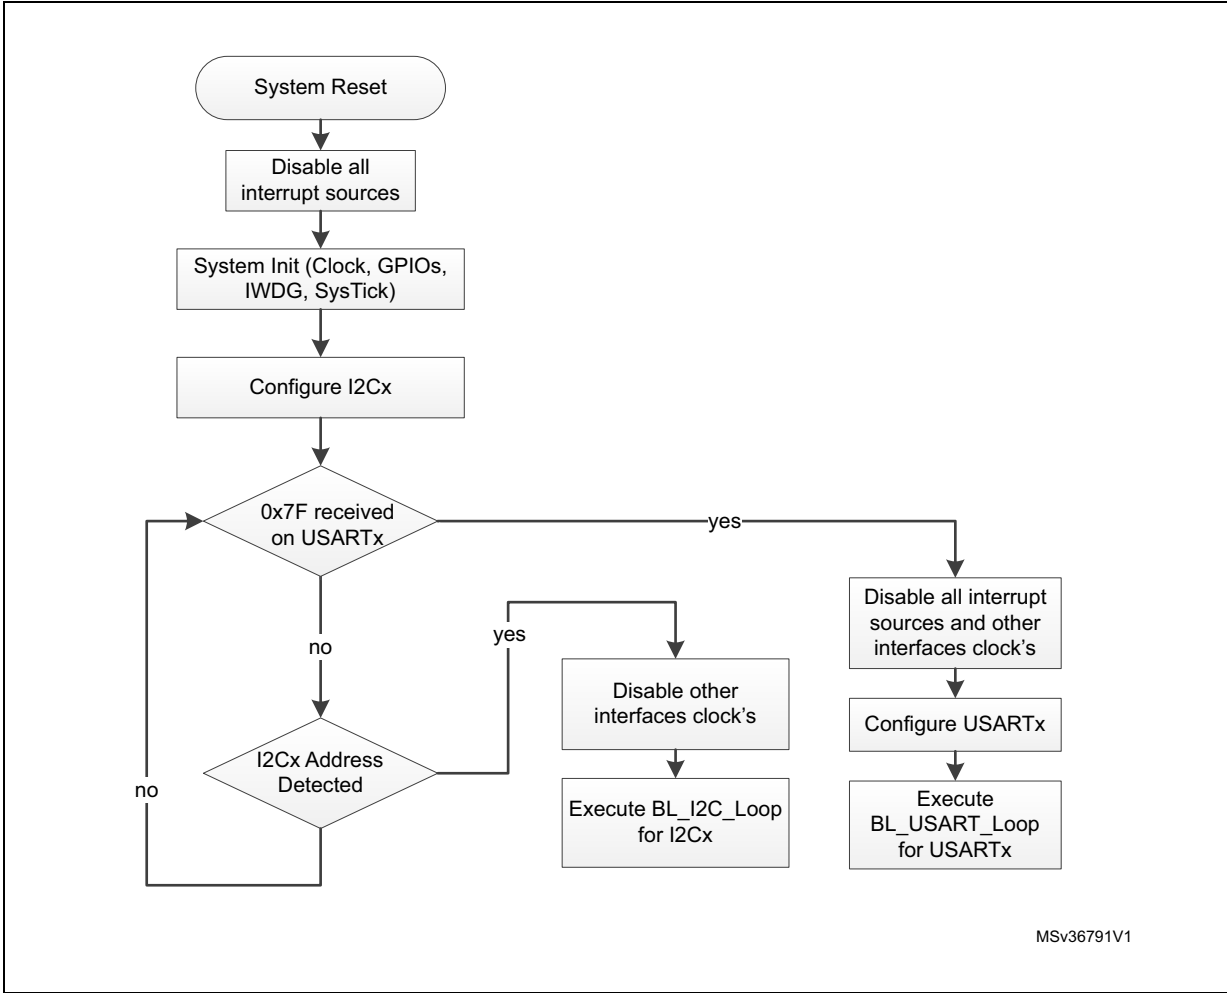 System Reset
Disable all
interrupt sources
System Init (Clock, GPIOs,
IWDG, SysTick)
Configure I2Cx
0x7F received
on USARTx
yes
no
Disable all interrupt
sources and other
interfaces clock’s
yes
Disable other
interfaces clock’s
Configure USARTx
I2Cx Address
Detected
no
Execute BL_I2C_Loop
for I2Cx
Execute
BL_USART_Loop
for USARTx
MSv36791V1